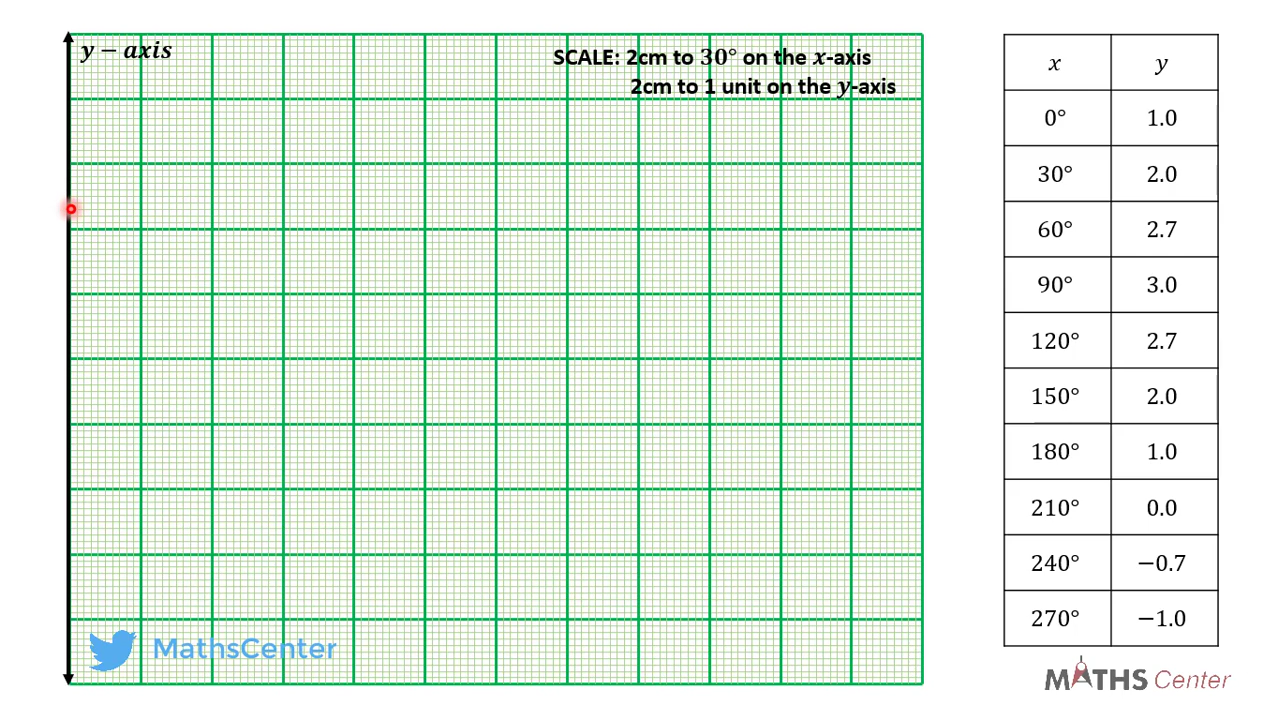 y – axis
SCALE: 2cm to 30° on the x-axis
2cm to 1 unit on the y-axis
x y
0° 1.0
30° 2.0
60° 2.7
90° 3.0
120° 2.7
150° 2.0
180° 1.0
210° 0.0
240° −0.7
270° −1.0
MathsCenter
MATHS Center